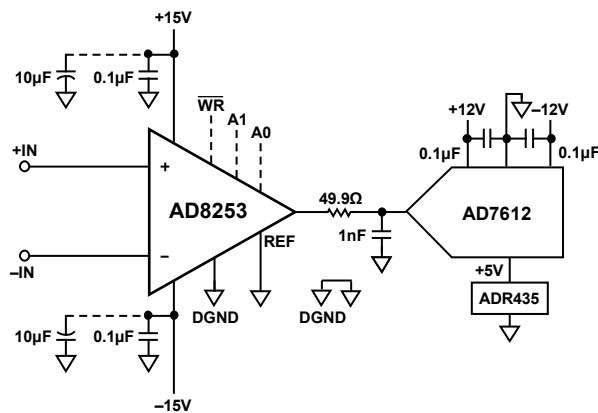 +15V
10µF
0.1µF
WR
A1
A0
+12V
–12V
0.1µF
0.1µF
+IN
+
AD8253
49.9Ω
AD7612
1nF
REF
–IN
–
+5V
DGND
DGND
ADR435
10µF
0.1µF
–15V